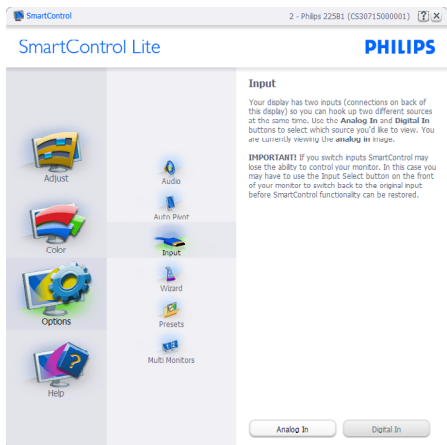 SmartControl
2 - Philips 225B1 (CS30715000001)
SmartControl Lite
PHILIPS
Adjust
Color
Options
Help
Audio
Auto Pivot
Input
Wizard
Presets
Multi Monitors
Input
Your display has two inputs (connections on back of
this display) so you can hook up two different sources
at the same time. Use the Analog In and Digital In
buttons to select which source you'd like to view. You
are currently viewing the analog in image.
IMPORTANT! If you switch inputs SmartControl may
lose the ability to control your monitor. In this case you
may have to use the Input Select button on the front
of your monitor to switch back to the original input
before SmartControl functionality can be restored.
Analog In
Digital In